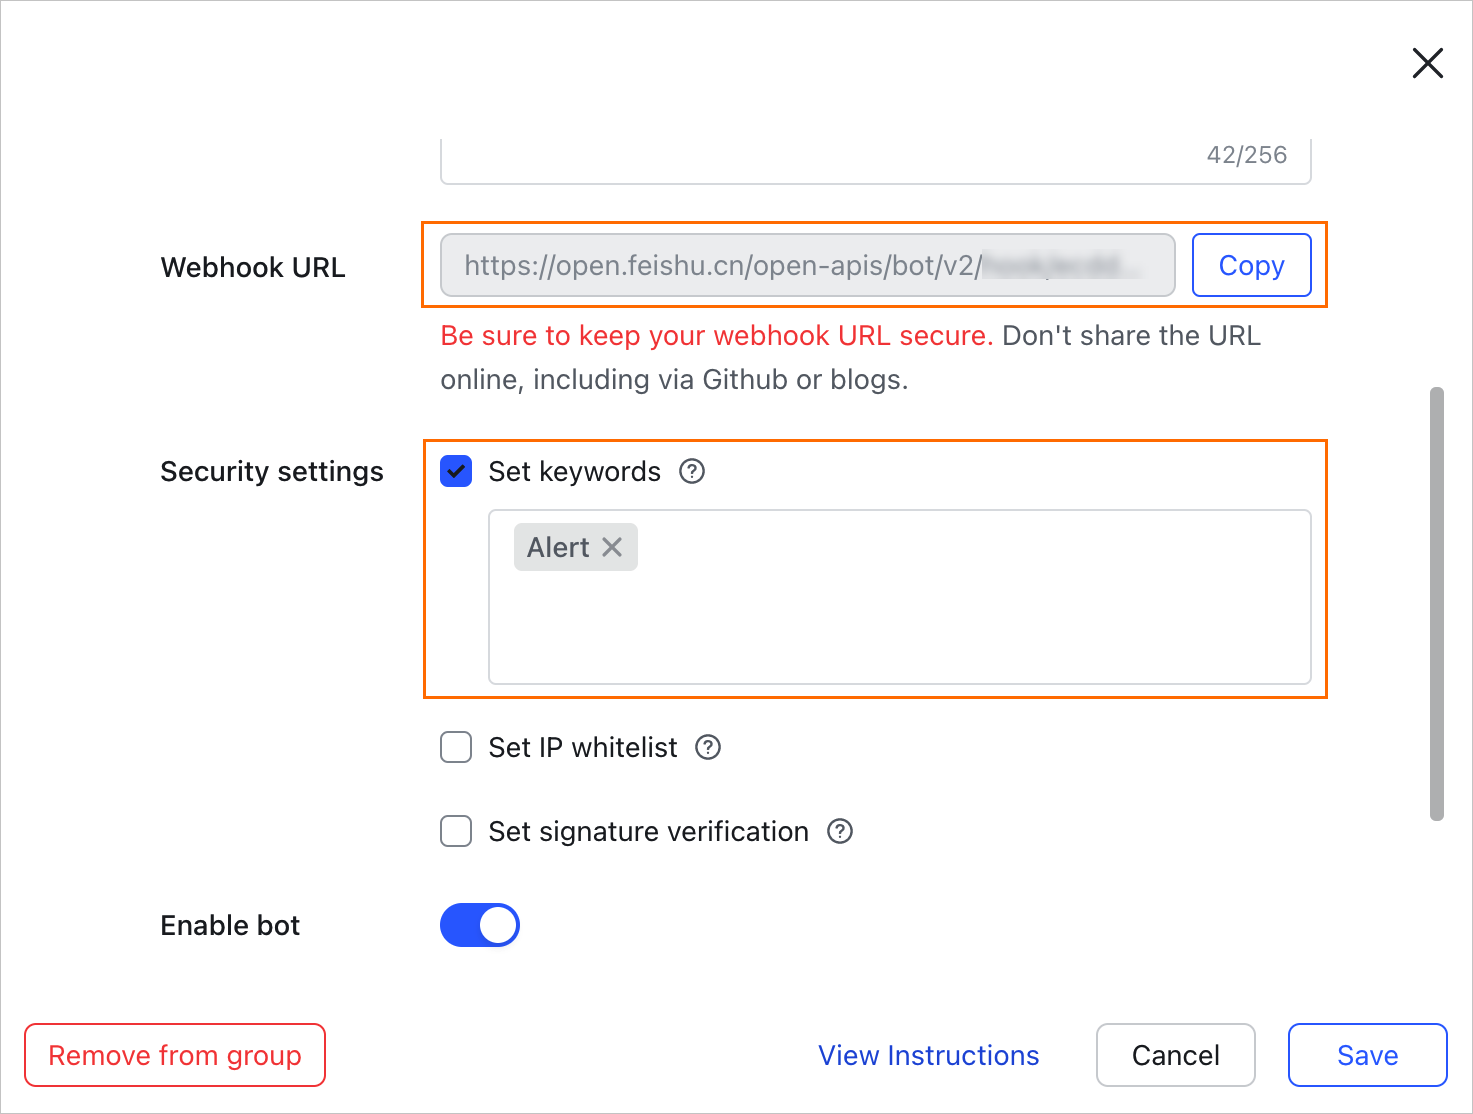 42/256
Webhook URL
https://open.feishu.cn/open-apis/bot/v2/
Copy
Be sure to keep your webhook URL secure. Don't share the URL
online, including via Github or blogs.
Security settings
Set keywords
Alert
Set IP whitelist
Set signature verification
Enable bot
Remove from group
View Instructions
Cancel
Save